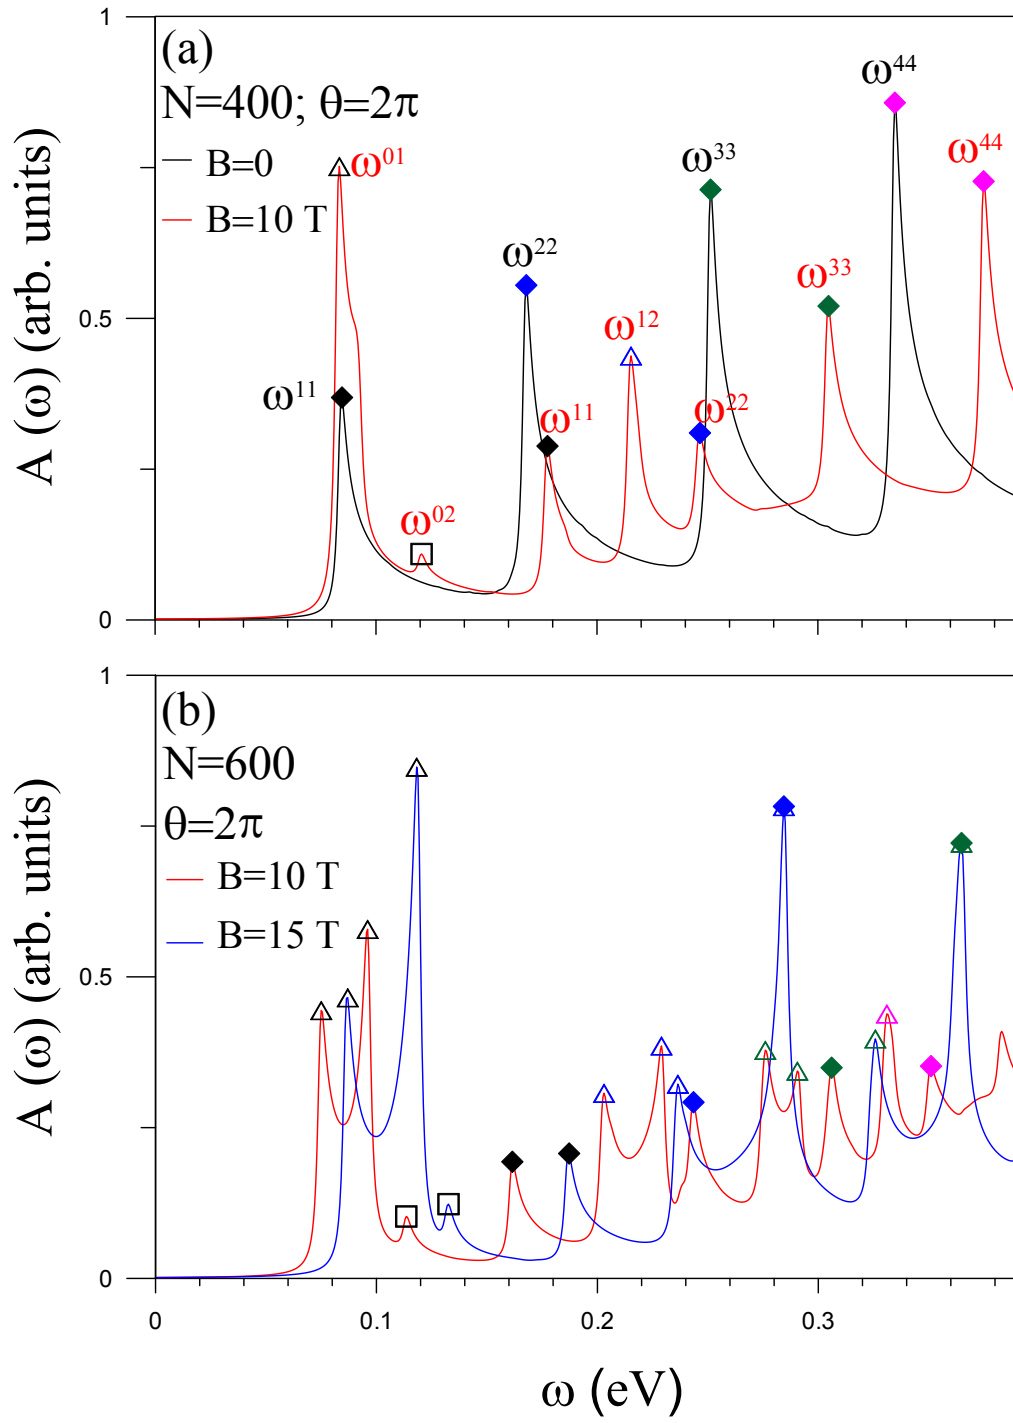 1
(a)
ω44
N=400; θ=2π
B=0
ω01
ω33
ω44
B=10 T
ω22
ω33
0.5
ω12
ω11
ω11
ω22
ω02
0
A (ω) (arb. units)
1
(b)
N=600
θ=2π
B=10 T
B=15 T
0.5
0
A (ω) (arb. units)
0 0.1 0.2 0.3
ω (eV)